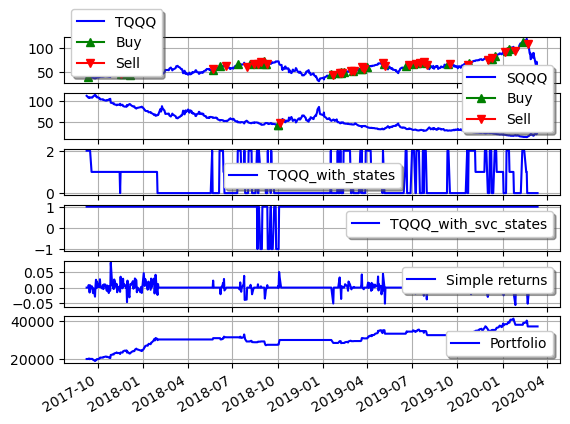 TQQQ
Buy
Sell
100
50
SQQQ
Buy
Sell
100
50
2
0
TQQQ_with_states
1
0
−1
TQQQ_with_svc_states
0.05
0.00
−0.05
Simple returns
40000
20000
Portfolio
2017-10 2018-01 2018-04 2018-07 2018-10 2019-01 2019-04 2019-07 2019-10 2020-01 2020-04